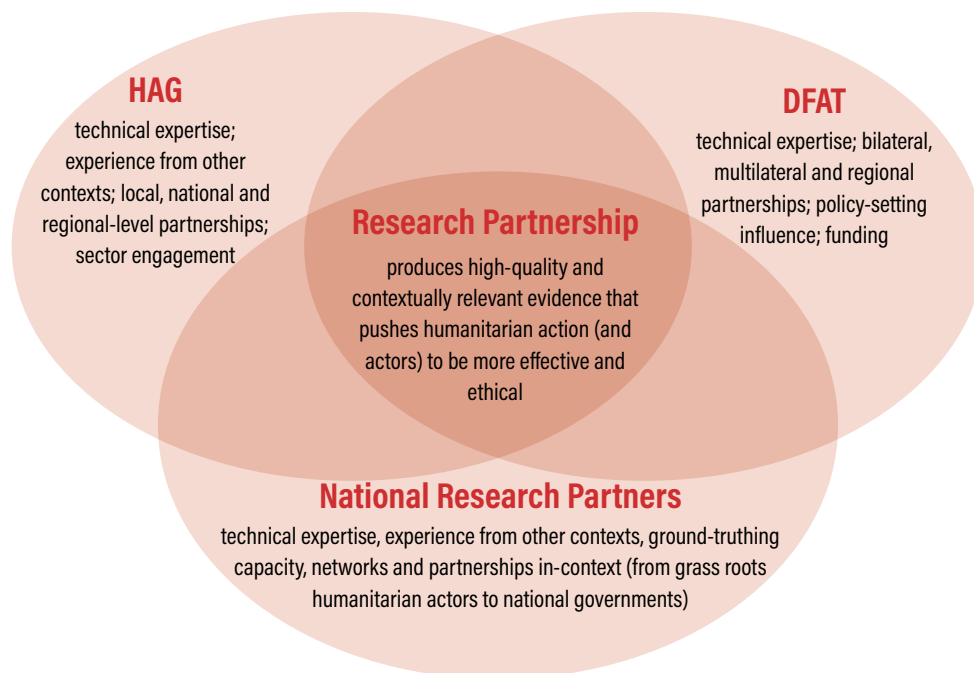 HAG
technical expertise;
experience from other
contexts; local, national and
regional-level partnerships;
sector engagement
DFAT
technical expertise; bilateral,
multilateral and regional
partnerships; policy-setting
influence; funding
Research Partnership
produces high-quality and
contextually relevant evidence that
pushes humanitarian action (and
actors) to be more effective and
ethical
National Research Partners
technical expertise, experience from other contexts, ground-truthing
capacity, networks and partnerships in-context (from grass roots
humanitarian actors to national governments)